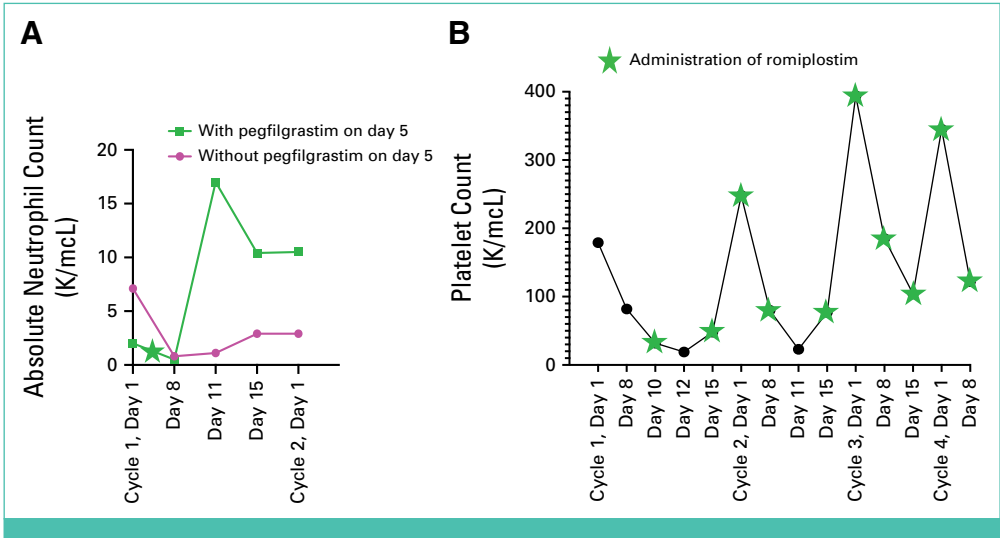 A
With pegfilgrastim on day 5
Without pegfilgrastim on day 5
Absolute Neutrophil Count
(K/mcL)
20
15
10
5
0
Cycle 1, Day 1
Day 8
Day 11
Day 15
Cycle 2, Day 1
B
Administration of romiplostim
Platelet Count
(K/mcL)
400
300
200
100
0
Cycle 1, Day 1
Day 8
Day 10
Day 12
Day 15
Cycle 2, Day 1
Day 8
Day 11
Day 15
Cycle 3, Day 1
Day 8
Day 15
Cycle 4, Day 1
Day 8